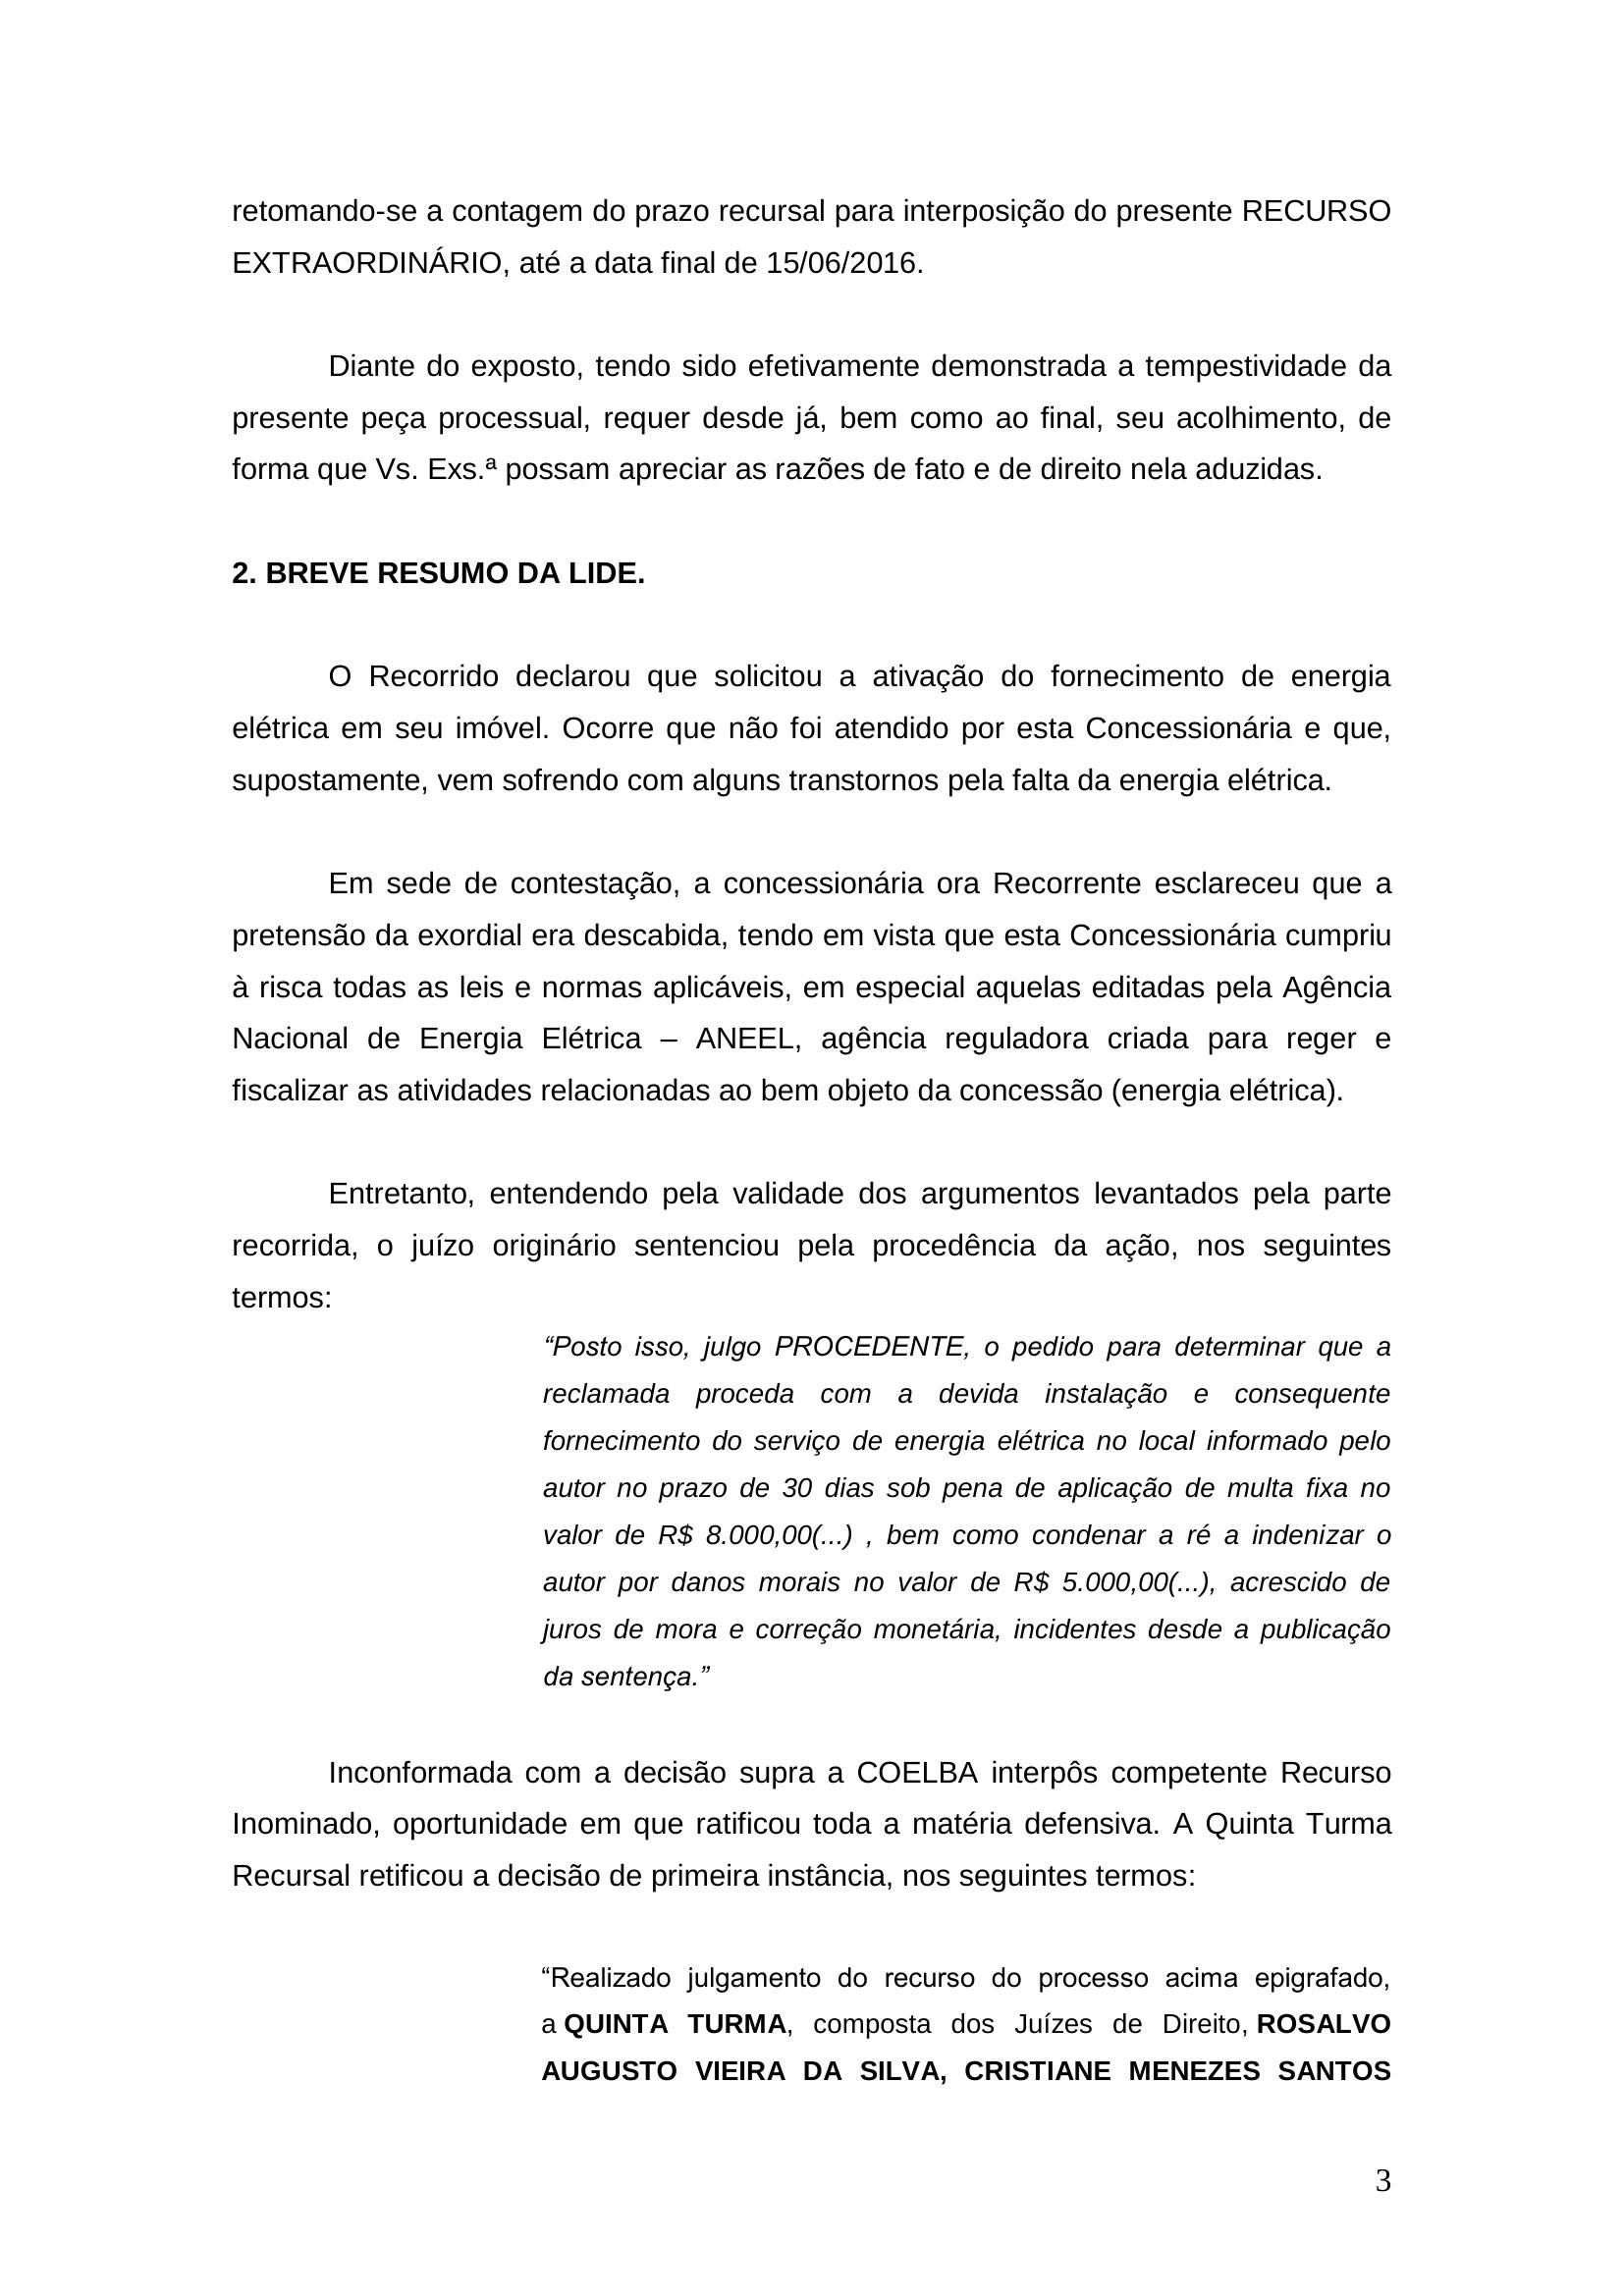 retomando-se a contagem do prazo recursal para interposição do presente RECURSO
EXTRAORDINÁRIO, até a data final de 15/06/2016.
Diante do exposto, tendo sido efetivamente demonstrada a tempestividade da
presente peça processual, requer desde já, bem como ao final, seu acolhimento, de
forma que Vs. Exs.ª possam apreciar as razões de fato e de direito nela aduzidas.
2. BREVE RESUMO DA LIDE.
O Recorrido declarou que solicitou a ativação do fornecimento de energia
elétrica em seu imóvel. Ocorre que não foi atendido por esta Concessionária e que,
supostamente, vem sofrendo com alguns transtornos pela falta da energia elétrica.
Em sede de contestação, a concessionária ora Recorrente esclareceu que a
pretensão da exordial era descabida, tendo em vista que esta Concessionária cumpriu
à risca todas as leis e normas aplicáveis, em especial aquelas editadas pela Agência
Nacional de Energia Elétrica – ANEEL, agência reguladora criada para reger e
fiscalizar as atividades relacionadas ao bem objeto da concessão (energia elétrica).
Entretanto, entendendo pela validade dos argumentos levantados pela parte
recorrida, o juízo originário sentenciou pela procedência da ação, nos seguintes
termos:
“Posto isso, julgo PROCEDENTE, o pedido para determinar que a
reclamada proceda com a devida instalação e consequente
fornecimento do serviço de energia elétrica no local informado pelo
autor no prazo de 30 dias sob pena de aplicação de multa fixa no
valor de R$ 8.000,00(...) , bem como condenar a ré a indenizar o
autor por danos morais no valor de R$ 5.000,00(...), acrescido de
juros de mora e correção monetária, incidentes desde a publicação
da sentença.”
Inconformada com a decisão supra a COELBA interpôs competente Recurso
Inominado, oportunidade em que ratificou toda a matéria defensiva. A Quinta Turma
Recursal retificou a decisão de primeira instância, nos seguintes termos:
“Realizado julgamento do recurso do processo acima epigrafado,
a QUINTA TURMA, composta dos Juízes de Direito, ROSALVO
AUGUSTO VIEIRA DA SILVA, CRISTIANE MENEZES SANTOS
3